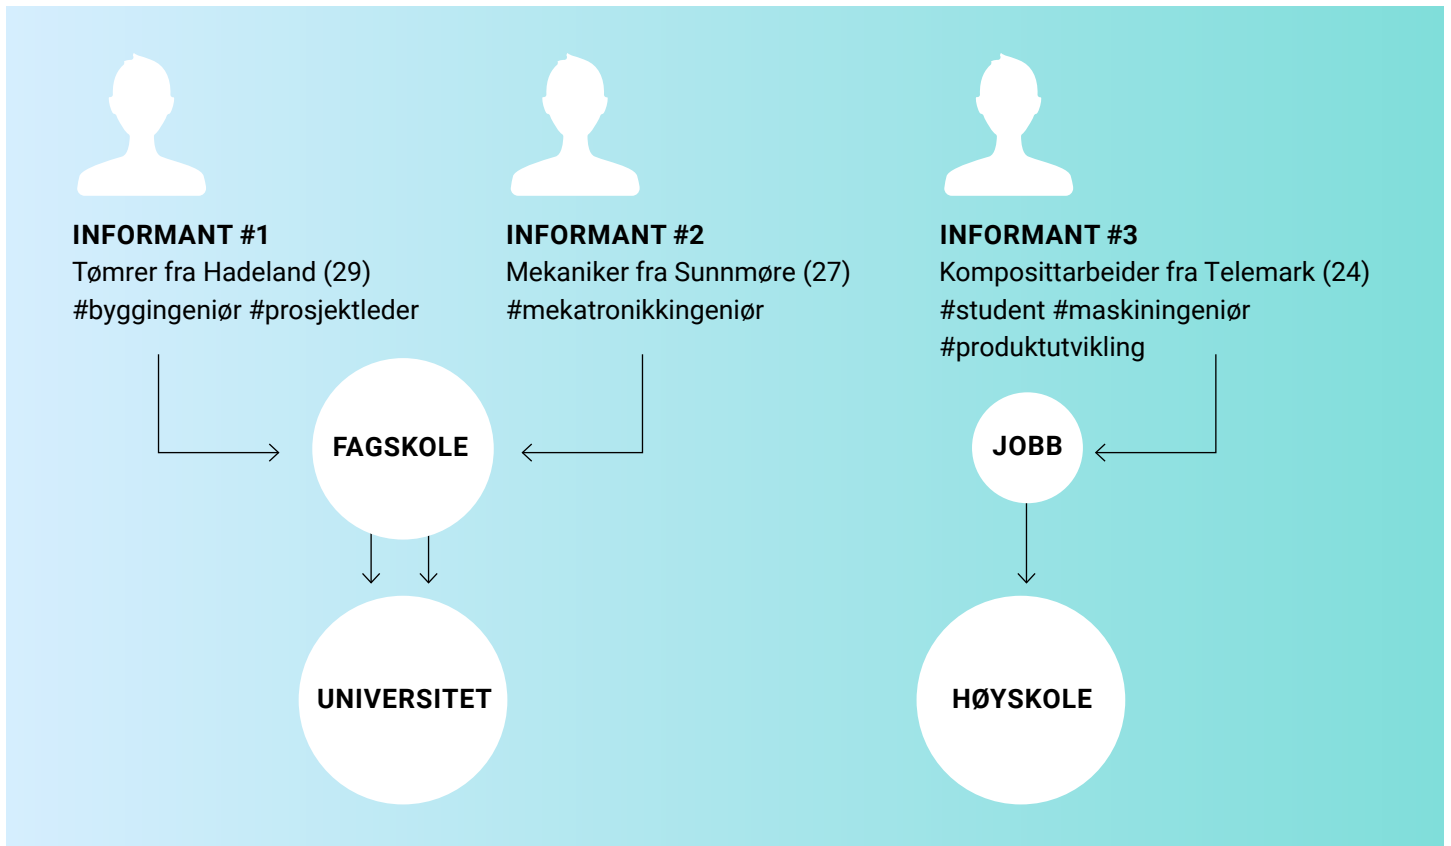 INFORMANT #1
Tømrer fra Hadeland (29)
#byggingeniør #prosjektleder
INFORMANT #2
Mekaniker fra Sunnmøre (27)
#mekatronikkingeniør
INFORMANT #3
Komposittarbeider fra Telemark (24)
#student #maskiningeniør
#produktutvikling
FAGSKOLE
JOBB
UNIVERSITET
HØYSKOLE